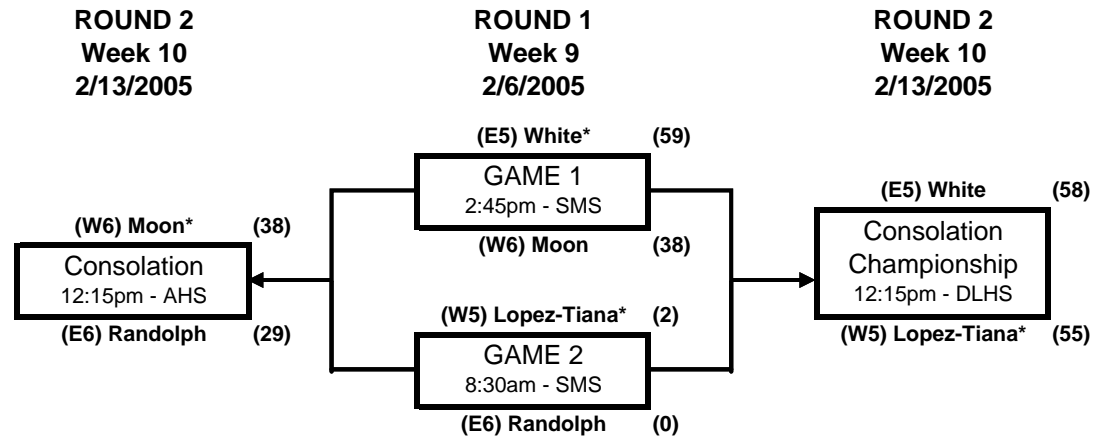 ROUND 2
Week 10
2/13/2005
ROUND 1
Week 9
2/6/2005
ROUND 2
Week 10
2/13/2005
(E5) White* (59)
GAME 1
2:45pm - SMS
(W6) Moon (38)
(W6) Moon* (38)
Consolation
12:15pm - AHS
(E6) Randolph (29)
(W5) Lopez-Tiana* (2)
GAME 2
8:30am - SMS
(E6) Randolph (0)
(E5) White (58)
Consolation
Championship
12:15pm - DLHS
(W5) Lopez-Tiana* (55)